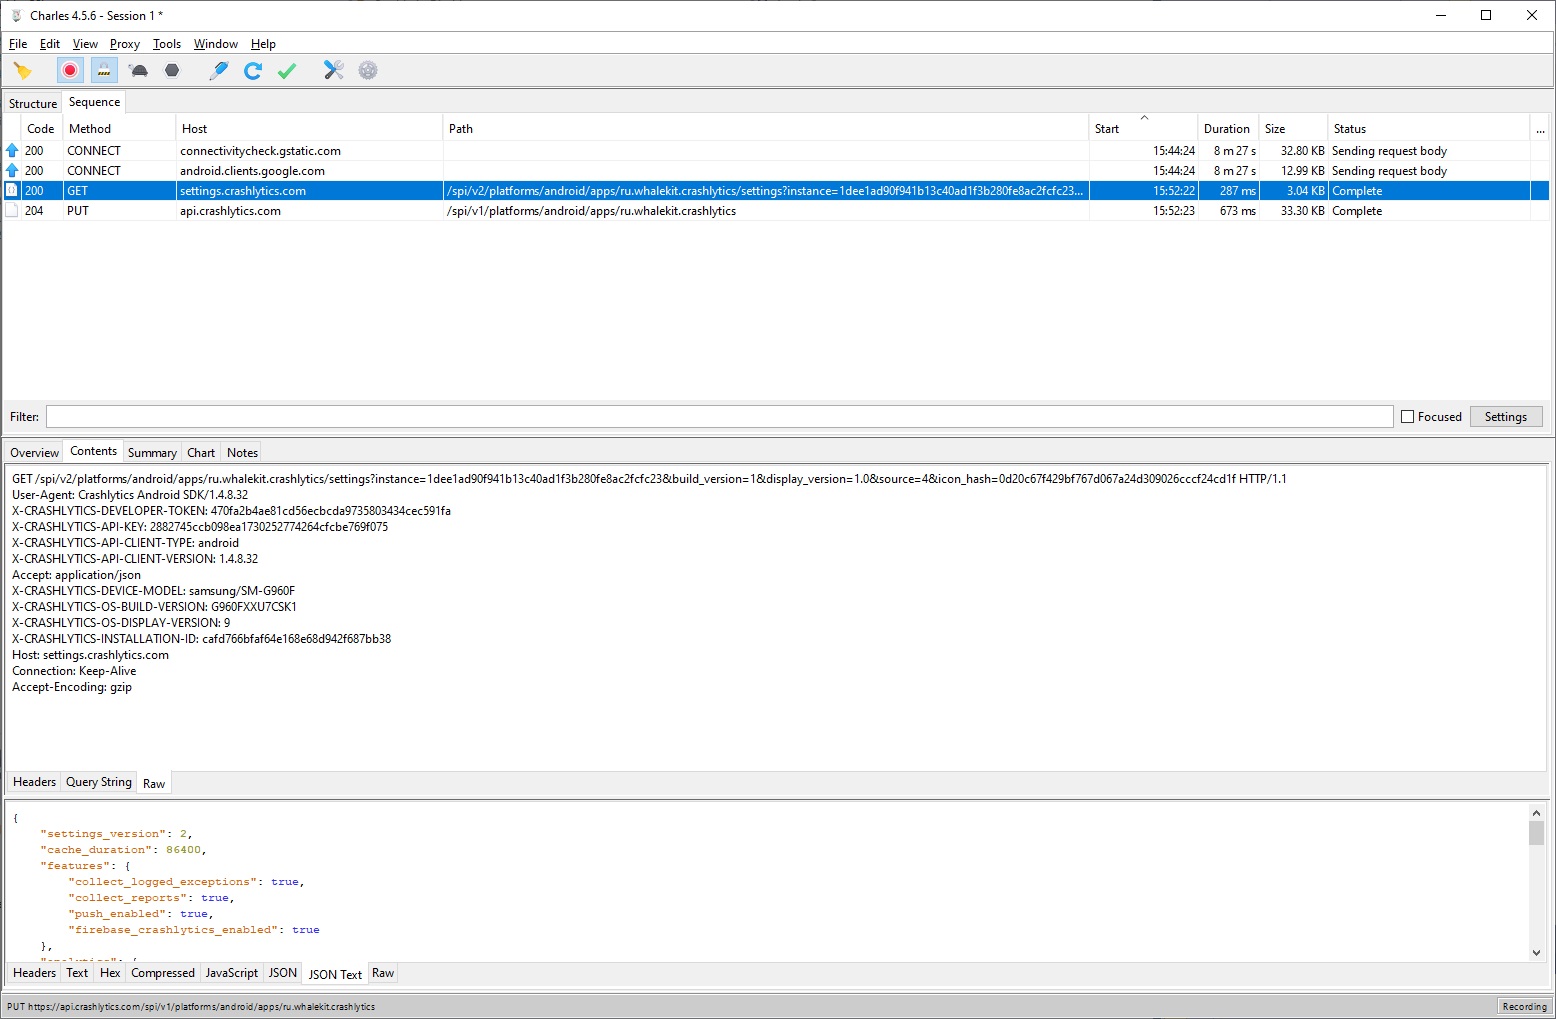 Charles 4.5.6 - Session 1 *
File Edit View Proxy Tools Window Help
Structure Sequence
Code Method Host Path Start Duration Size Status ...
200 CONNECT connectivitycheck.gstatic.com 15:44:24 8 m 27 s 32.80 KB Sending request body
200 CONNECT android.clients.google.com 15:44:24 8 m 27 s 12.99 KB Sending request body
200 GET settings.crashlytics.com /spi/v2/platforms/android/apps/ru.whalekit.crashlytics/settings?instance=1dee1ad90f941b13c40ad1f3b280fe8ac2fcfc23... 15:52:22 287 ms 3.04 KB Complete
204 PUT api.crashlytics.com /spi/v1/platforms/android/apps/ru.whalekit.crashlytics 15:52:23 673 ms 33.30 KB Complete
Filter: Focused Settings
Overview Contents Summary Chart Notes
GET /spi/v2/platforms/android/apps/ru.whalekit.crashlytics/settings?instance=1dee1ad90f941b13c40ad1f3b280fe8ac2fcfc23&build_version=1&display_version=1.0&source=4&icon_hash=0d20c67f429bf767d067a24d309026cccf24cd1f HTTP/1.1
User-Agent: Crashlytics Android SDK/1.4.8.32
X-CRASHLYTICS-DEVELOPER-TOKEN: 470fa2b4ae81cd56ecbcda9735803434cec591fa
X-CRASHLYTICS-API-KEY: 2882745ccb098ea1730252774264cfcbe769f075
X-CRASHLYTICS-API-CLIENT-TYPE: android
X-CRASHLYTICS-API-CLIENT-VERSION: 1.4.8.32
Accept: application/json
X-CRASHLYTICS-DEVICE-MODEL: samsung/SM-G960F
X-CRASHLYTICS-OS-BUILD-VERSION: G960FXXU7CSK1
X-CRASHLYTICS-OS-DISPLAY-VERSION: 9
X-CRASHLYTICS-INSTALLATION-ID: cafd766bfaf64e168e68d942f687bb38
Host: settings.crashlytics.com
Connection: Keep-Alive
Accept-Encoding: gzip
Headers Query String Raw
{
"settings_version": 2,
"cache_duration": 86400,
"features": {
"collect_logged_exceptions": true,
"collect_reports": true,
"push_enabled": true,
"firebase_crashlytics_enabled": true
},
"analytics": {
Headers Text Hex Compressed JavaScript JSON JSON Text Raw
PUT https://api.crashlytics.com/spi/v1/platforms/android/apps/ru.whalekit.crashlytics Recording